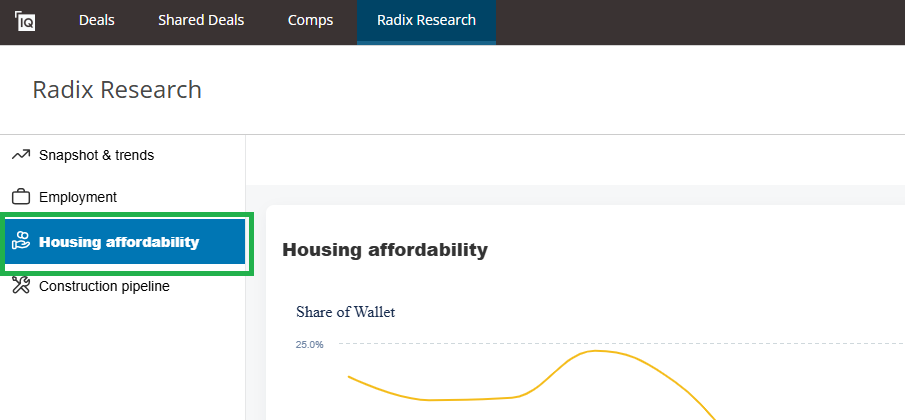 IQ Deals Shared Deals Comps Radix Research
Radix Research
Snapshot & trends
Employment
Housing affordability
Construction pipeline
Housing affordability
Share of Wallet
25.0%